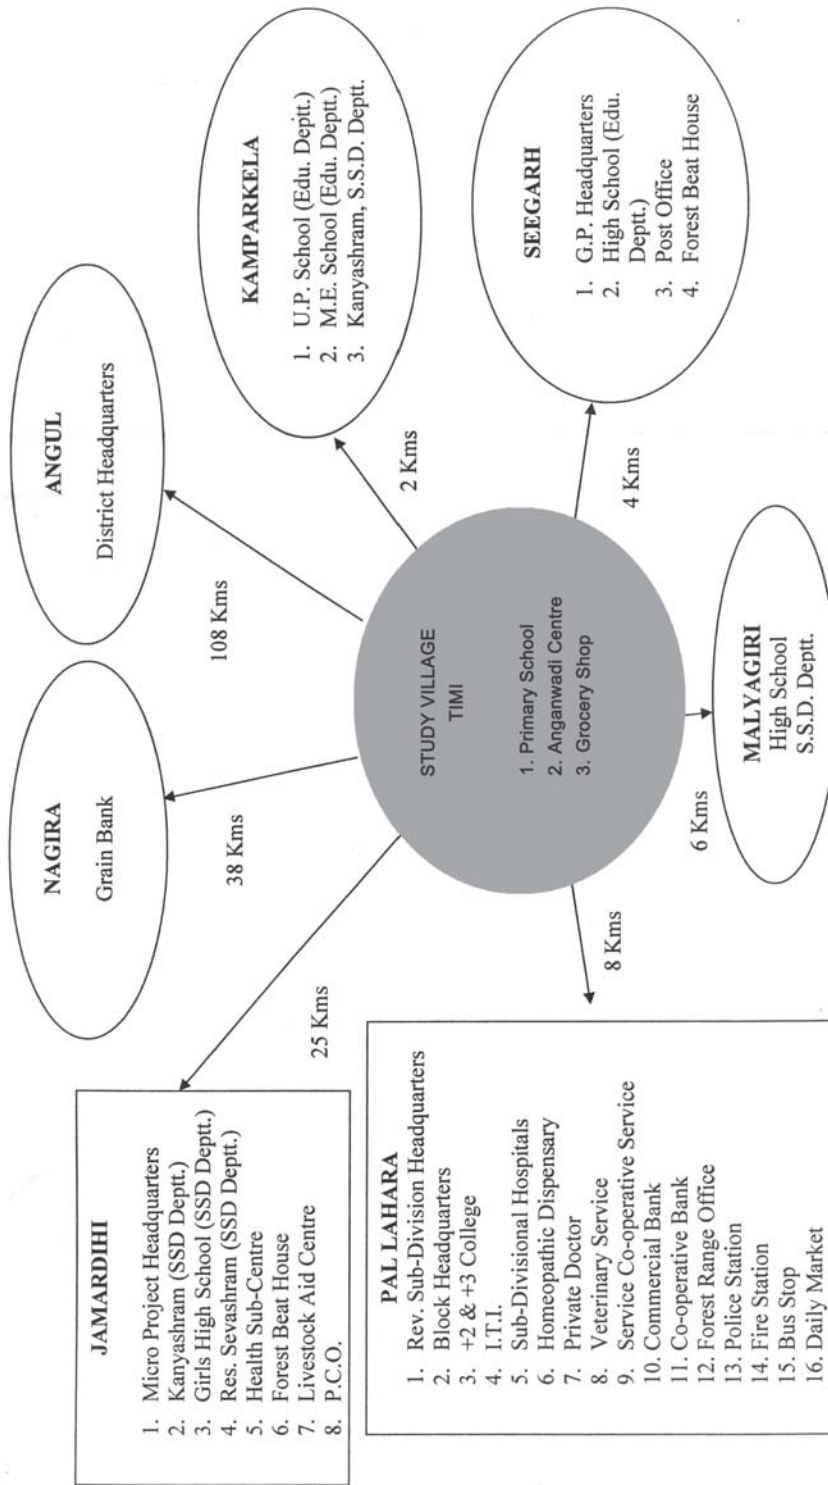 JAMARDIHI
1. Micro Project Headquarters
2. Kanyashram (SSD Deptt.)
3. Girls High School (SSD Deptt.)
4. Res. Sevashram (SSD Deptt.)
5. Health Sub-Centre
6. Forest Beat House
7. Livestock Aid Centre
8. P.C.O.
NAGIRA
Grain Bank
ANGUL
District Headquarters
KAMPARKELA
1. U.P. School (Edu. Deptt.)
2. M.E. School (Edu. Deptt.)
3. Kanyashram, S.S.D. Deptt.
25 Kms
38 Kms
108 Kms
2 Kms
STUDY VILLAGE
TIMI
1. Primary School
2. Anganwadi Centre
3. Grocery Shop
8 Kms
6 Kms
4 Kms
PAL LAHARA
1. Rev. Sub-Division Headquarters
2. Block Headquarters
3. +2 & +3 College
4. I.T.I.
5. Sub-Divisional Hospitals
6. Homeopathic Dispensary
7. Private Doctor
8. Veterinary Service
9. Service Co-operative Service
10. Commercial Bank
11. Co-operative Bank
12. Forest Range Office
13. Police Station
14. Fire Station
15. Bus Stop
16. Daily Market
MALYAGIRI
High School
S.S.D. Deptt.
SEEGARH
1. G.P. Headquarters
2. High School (Edu.
Deptt.)
3. Post Office
4. Forest Beat House